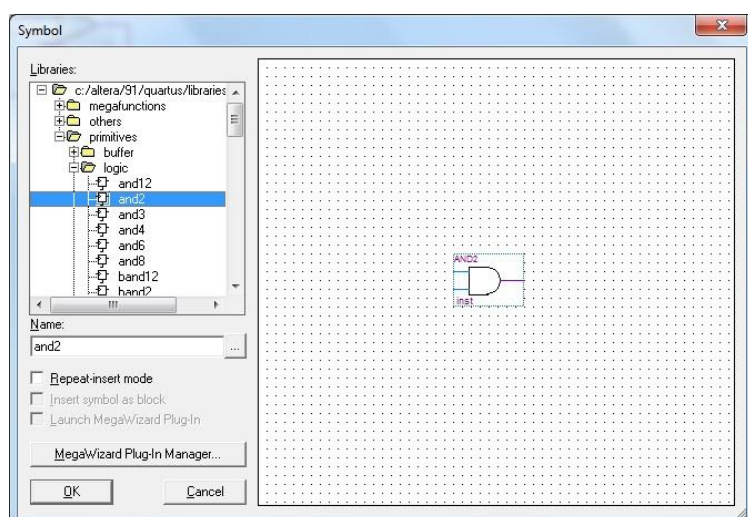 Symbol
Libraries:
c:/altera/91/quartus/libraries
megafunctions
others
primitives
buffer
logic
and12
and2
and3
and4
and6
and8
band12
band2
Name:
and2
...
Repeat-insert mode
Insert symbol as block
Launch MegaWizard Plug-In
MegaWizard Plug-In Manager...
OK
Cancel
AND2
inst